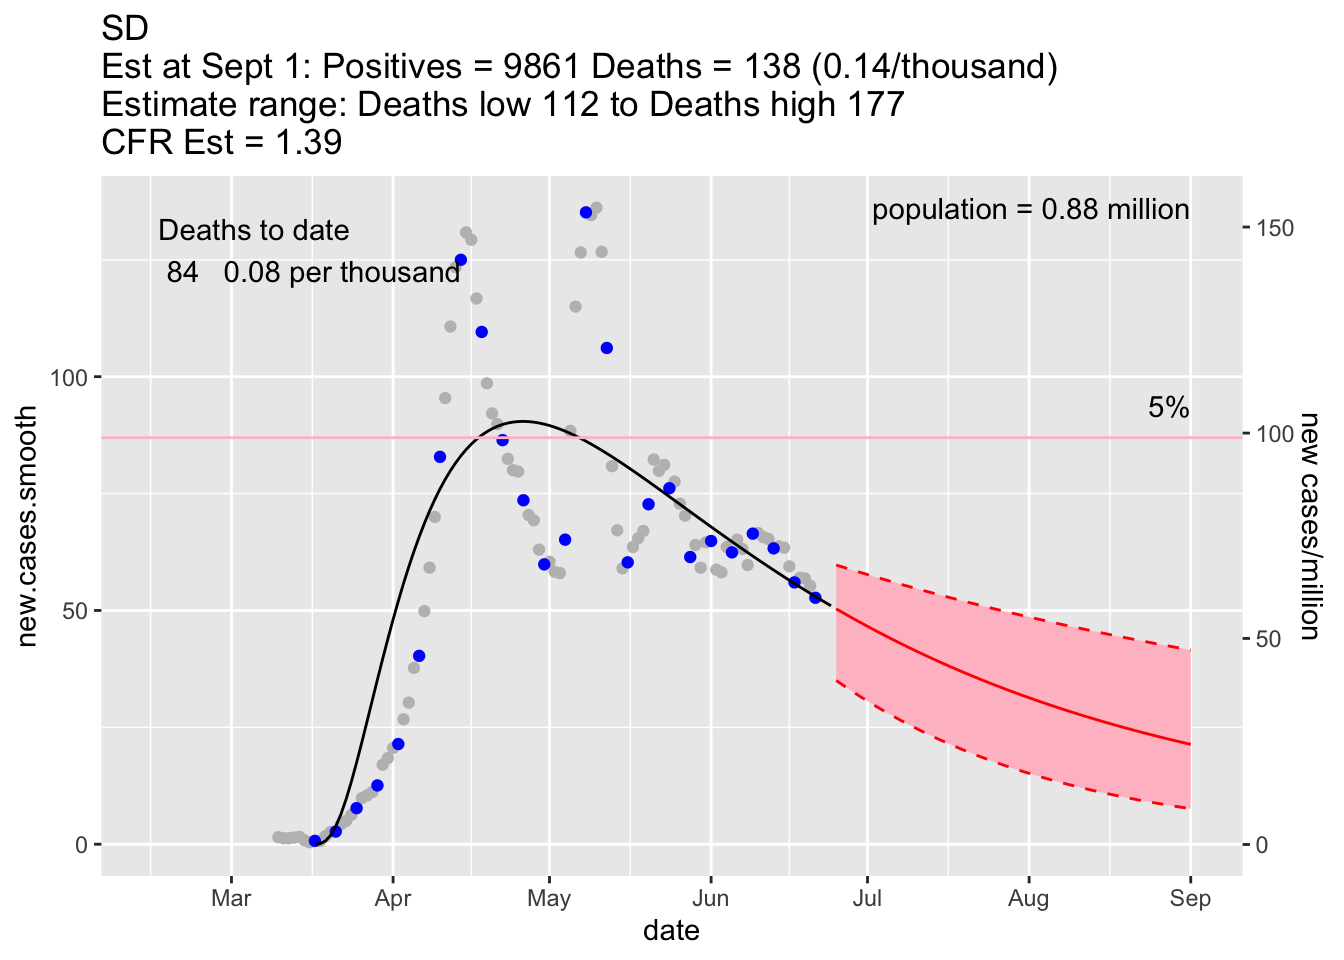 SD
Est at Sept 1: Positives = 9861 Deaths = 138 (0.14/thousand)
Estimate range: Deaths low 112 to Deaths high 177
CFR Est = 1.39
Deaths to date
84 0.08 per thousand
population = 0.88 million
5%
new.cases.smooth
100
50
0
150
100
50
0
new cases/million
Mar Apr May Jun Jul Aug Sep
date